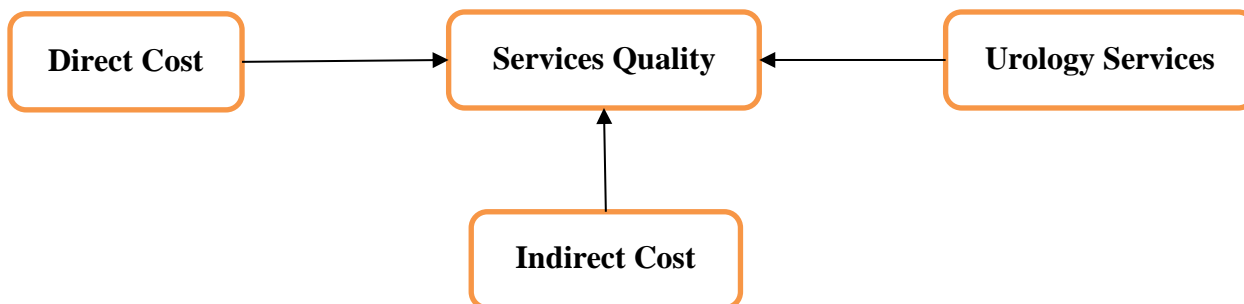 Direct Cost
Services Quality
Urology Services
Indirect Cost